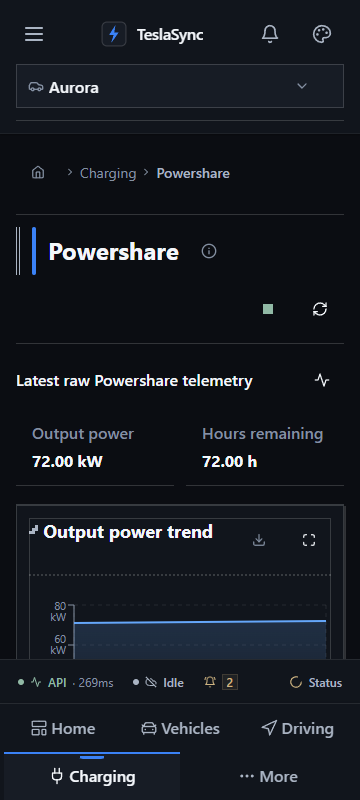 TeslaSync
Aurora
Charging
Powershare
Powershare
Latest raw Powershare telemetry
Output power
Hours remaining
72.00 kW
72.00 h
Output power trend
80
kW
60
kW
API · 269ms
Idle
2
Status
Home
Vehicles
Driving
Charging
More